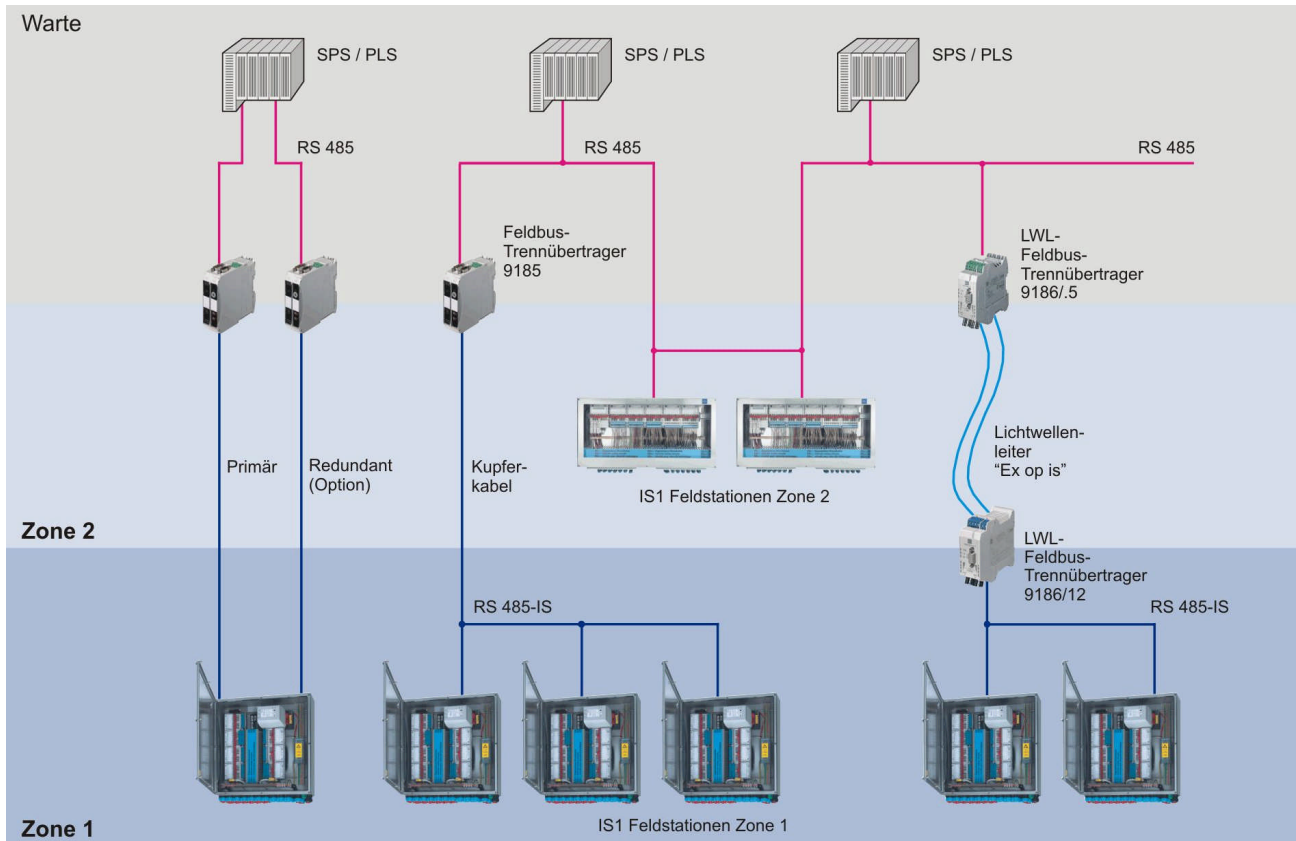 Warte
SPS / PLS
SPS / PLS
SPS / PLS
RS 485
RS 485
RS 485
Feldbus-
Trennübertrager
9185
LWL-
Feldbus-
Trennübertrager
9186/.5
Primär
Redundant
(Option)
Kupfer-
kabel
IS1 Feldstationen Zone 2
Lichtwellen-
leiter
“Ex op is”
Zone 2
LWL-
Feldbus-
Trennübertrager
9186/12
RS 485-IS
RS 485-IS
IS1 Feldstationen Zone 1
Zone 1